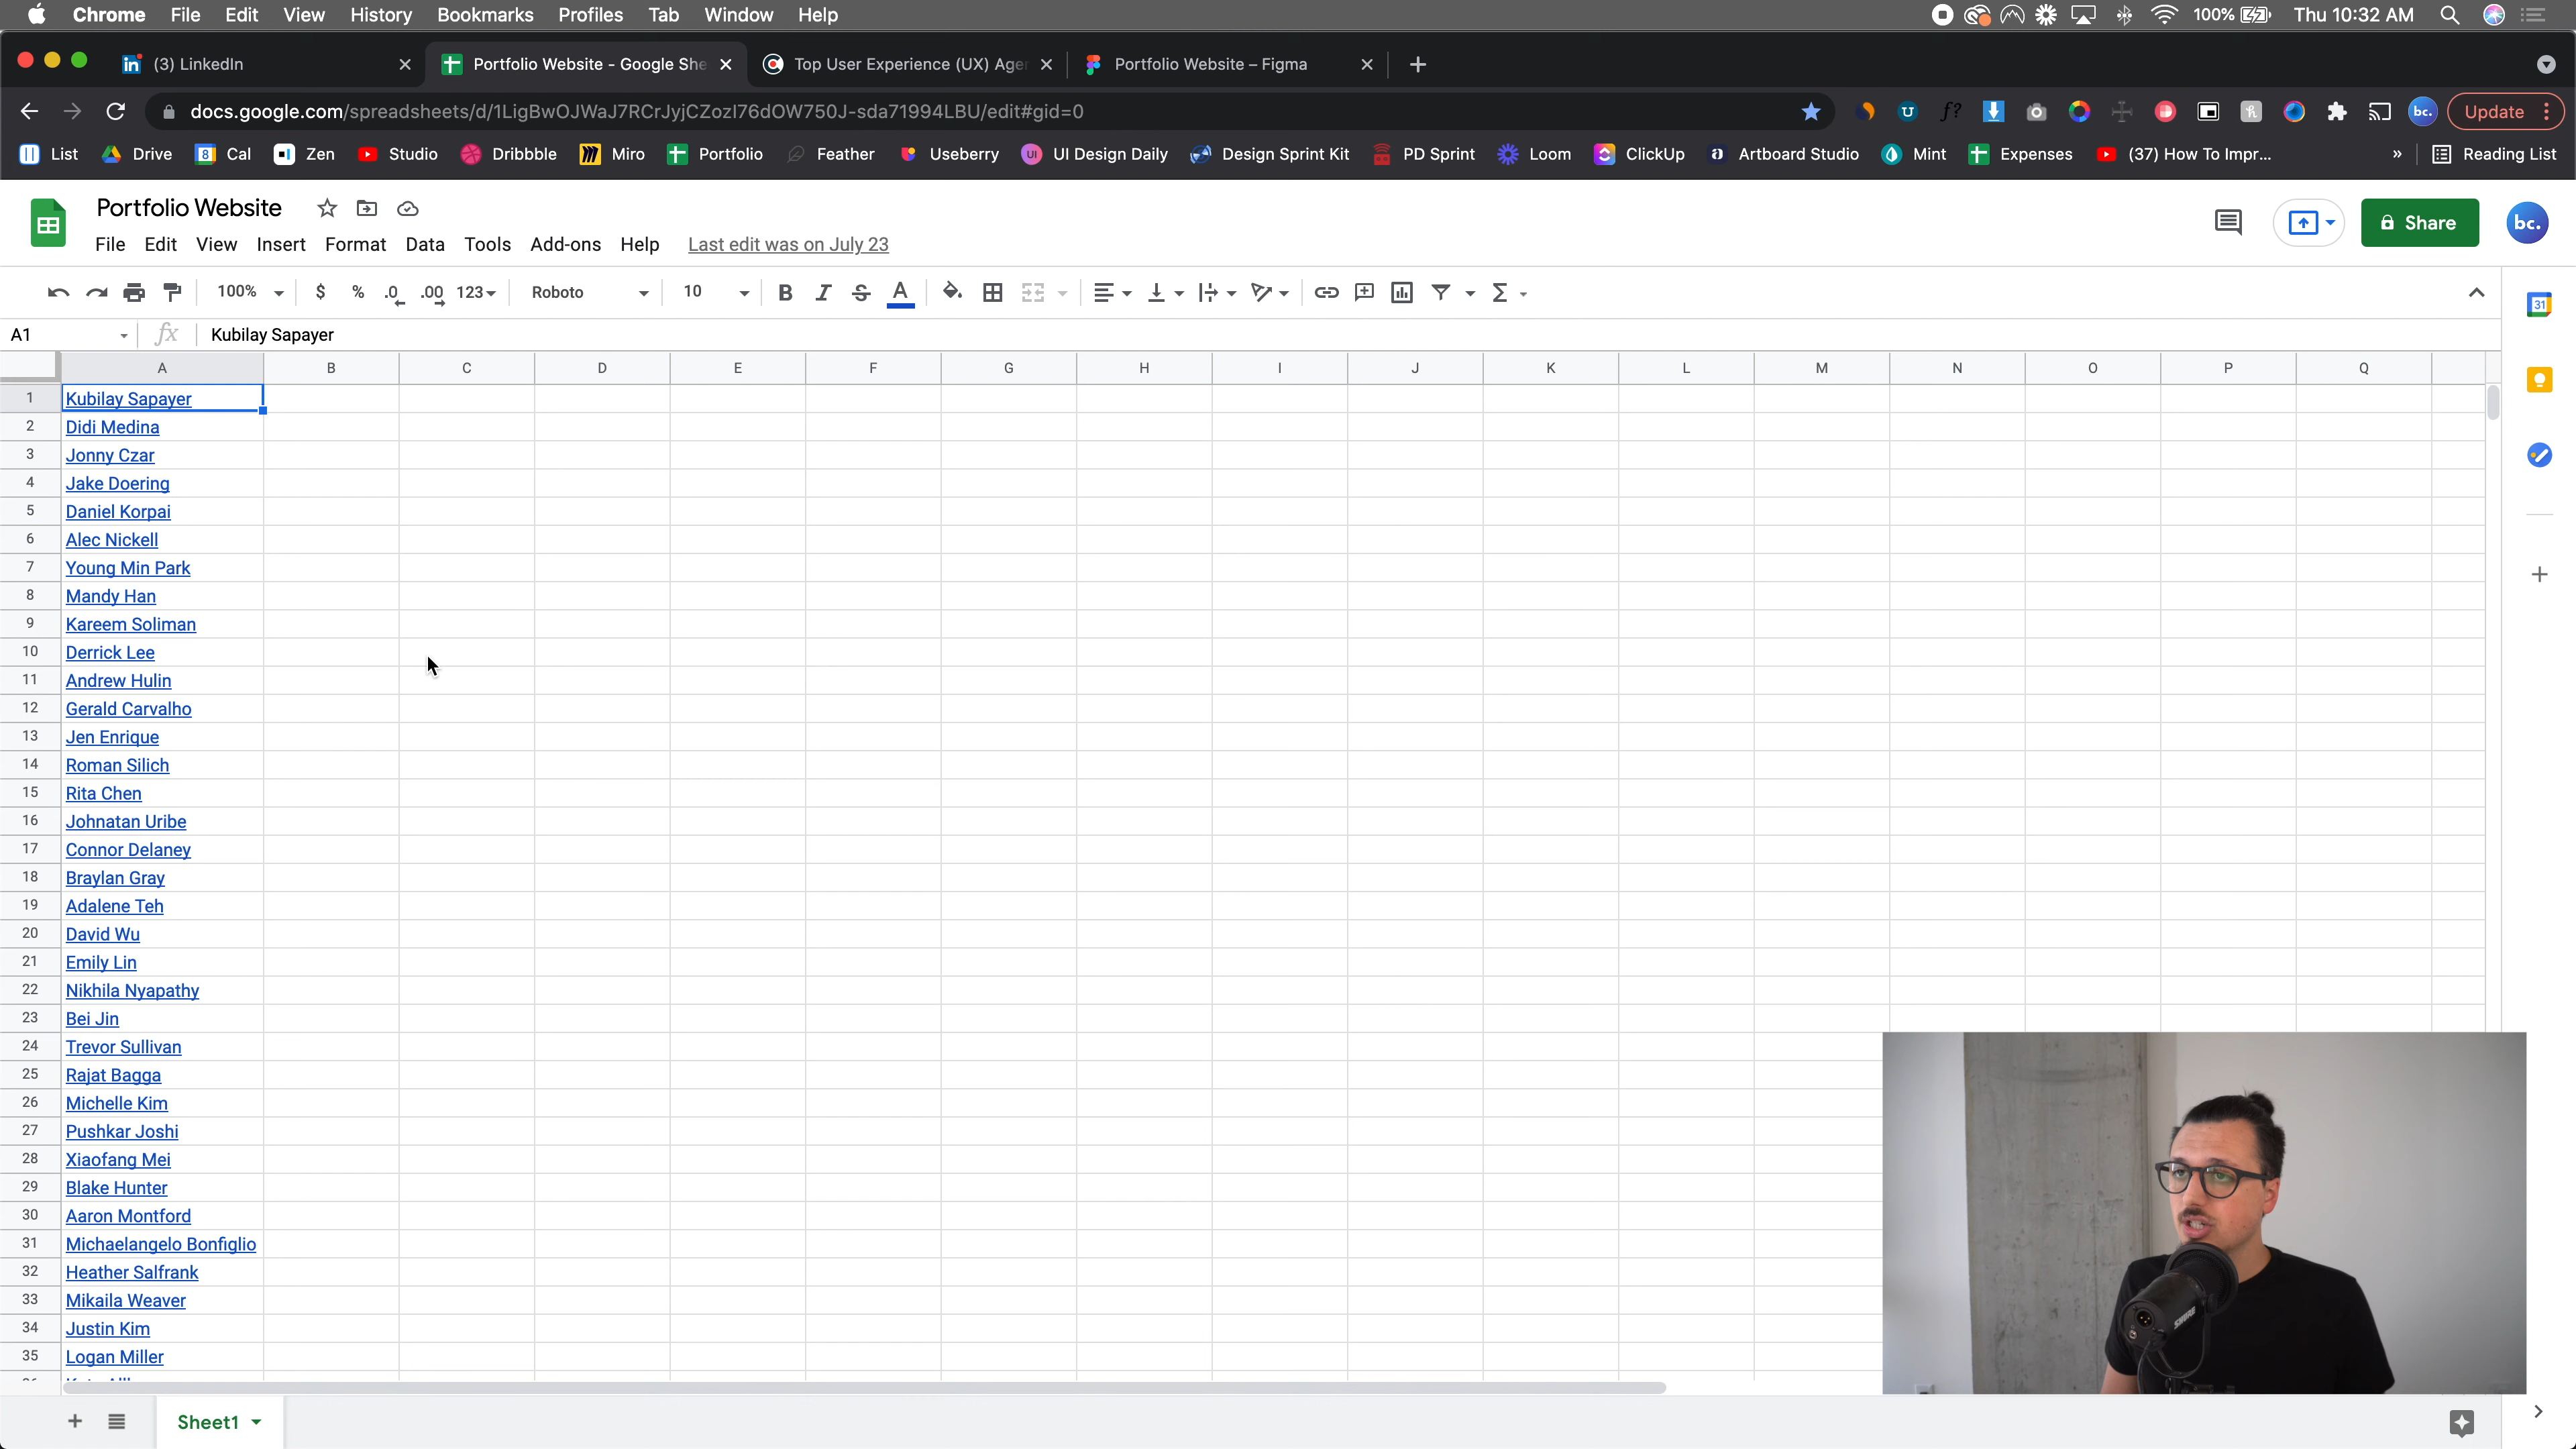 Chrome File Edit View History Bookmarks Profiles Tab Window Help 100% Thu 10:32 AM
in (3) LinkedIn Portfolio Website - Google She Top User Experience (UX) Ager Portfolio Website – Figma
docs.google.com/spreadsheets/d/1LigBwOJWaJ7RCrJyjCZozI76dOW750J-sda71994LBU/edit#gid=0 f? bc. Update
List Drive 8 Cal Zen Studio Dribbble Miro Portfolio Feather Useberry UI UI Design Daily Design Sprint Kit PD Sprint Loom ClickUp a Artboard Studio Mint Expenses (37) How To Impr... » Reading List
Portfolio Website
Share bc.
File Edit View Insert Format Data Tools Add-ons Help Last edit was on July 23
100% $ % .0 .00 123 Roboto 10 B I S A Σ
31
A1 fx Kubilay Sapayer
A B C D E F G H I J K L M N O P Q
1 Kubilay Sapayer
2 Didi Medina
3 Jonny Czar
4 Jake Doering
5 Daniel Korpai
6 Alec Nickell
7 Young Min Park
8 Mandy Han
9 Kareem Soliman
10 Derrick Lee
11 Andrew Hulin
12 Gerald Carvalho
13 Jen Enrique
14 Roman Silich
15 Rita Chen
16 Johnatan Uribe
17 Connor Delaney
18 Braylan Gray
19 Adalene Teh
20 David Wu
21 Emily Lin
22 Nikhila Nyapathy
23 Bei Jin
24 Trevor Sullivan
25 Rajat Bagga
26 Michelle Kim
27 Pushkar Joshi
28 Xiaofang Mei
29 Blake Hunter
30 Aaron Montford
31 Michaelangelo Bonfiglio
32 Heather Salfrank
33 Mikaila Weaver
34 Justin Kim
35 Logan Miller
SHURE
Sheet1